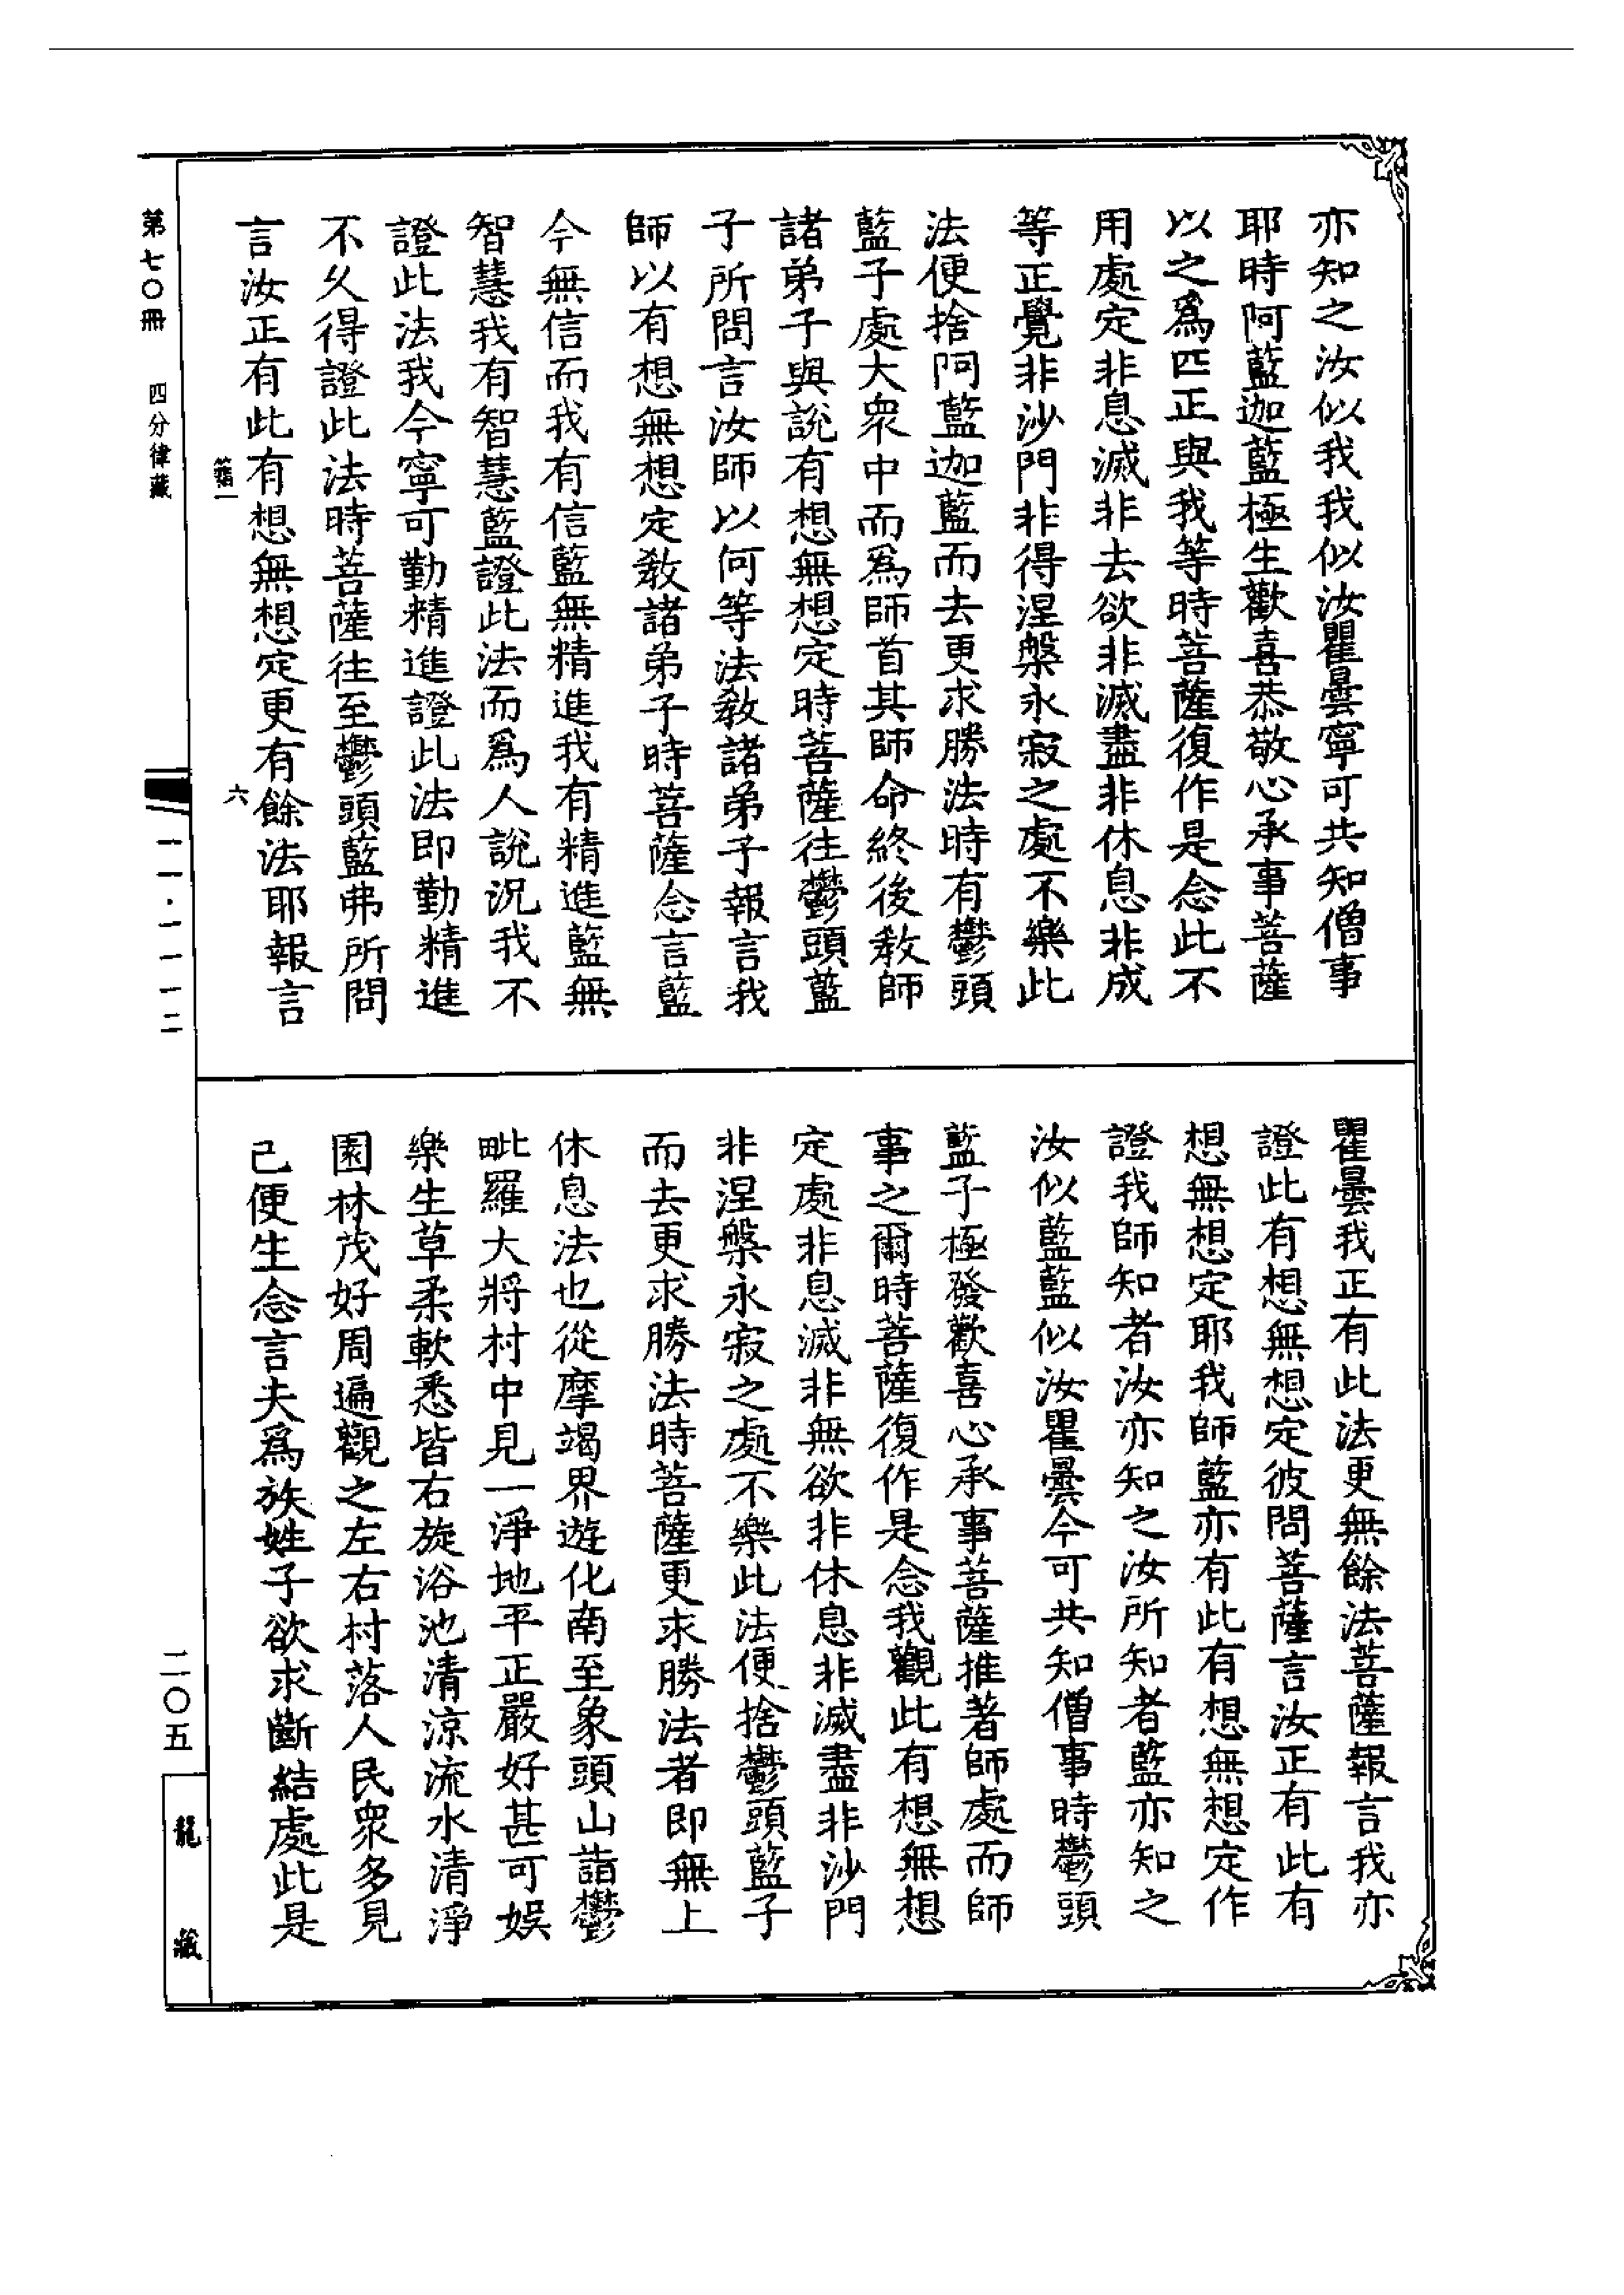 亦知之汝似我我似汝瞿曇寧可共知僧事
耶時阿藍迦藍極生歡喜恭敬心承事菩薩
以之爲匹正與我等時菩薩復作是念此不
用處定非息滅非去欲非滅盡非休息非成
等正覺非沙門非得涅槃永寂之處不樂此
法便捨阿藍迦藍而去更求勝法時有鬱頭
藍子處大衆中而爲師首其師命終後教師
諸弟子與說有想無想定時菩薩往鬱頭藍
子所問言汝師以何等法教諸弟子報言我
師以有想無想定教諸弟子時菩薩念言藍
今無信而我有信藍無精進我有精進藍無
智慧我有智慧藍證此法而爲人說況我不
證此法我今寧可勤精進證此法即勤精進
不久得證此法時菩薩往至鬱頭藍弗所問
言汝正有此有想無想定更有餘法耶報言
瞿曇我正有此法更無餘法菩薩報言我亦
證此有想無想定彼問菩薩言汝正有此有
想無想定耶我師藍亦有此有想無想定作
證我師知者汝亦知之汝所知者藍亦知之
汝似藍藍似汝瞿曇今可共知僧事時鬱頭
藍子極發歡喜心承事菩薩推著師處而師
事之爾時菩薩復作是念我觀此有想無想
定處非息滅非無欲非休息非滅盡非沙門
非涅槃永寂之處不樂此法便捨鬱頭藍子
而去更求勝法時菩薩更求勝法者即無上
休息法也從摩竭界遊化南至象頭山詣鬱
毗羅大將村中見一淨地平正嚴好甚可娛
樂生草柔軟悉皆右旋浴池清涼流水清淨
園林茂好周遍觀之左右村落人民衆多見
己便生念言夫爲族姓子欲求斷結處此是
第七〇冊 四分律藏
六
一一·一一一二
二〇五
龍藏